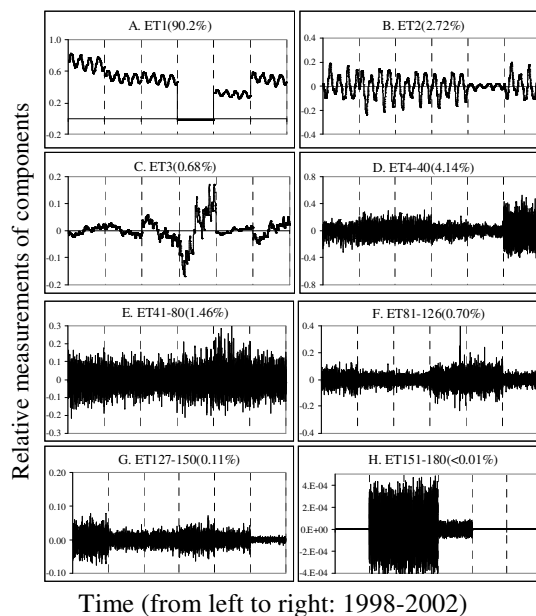 Relative measurements of components
A. ET1(90.2%)
1.0
0.6
0.2
-0.2
B. ET2(2.72%)
0.4
0.2
0
-0.2
-0.4
C. ET3(0.68%)
0.2
0.1
0
-0.1
-0.2
D. ET4-40(4.14%)
0.8
0.4
0
-0.4
-0.8
E. ET41-80(1.46%)
0.3
0.2
0.1
0
-0.1
-0.2
-0.3
F. ET81-126(0.70%)
0.4
0.2
0
-0.2
-0.4
G. ET127-150(0.11%)
0.20
0.10
0.00
-0.10
H. ET151-180(<0.01%)
4.E-04
2.E-04
0.E+00
-2.E-04
-4.E-04
Time (from left to right: 1998-2002)